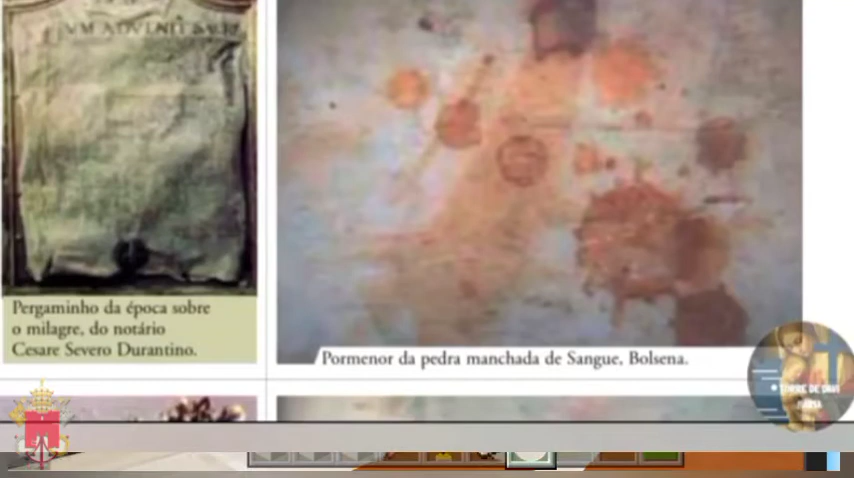 Pergaminho da época sobre
o milagre, do notário
Cesare Severo Durantino.
Pormenor da pedra manchada de Sangue, Bolsena.